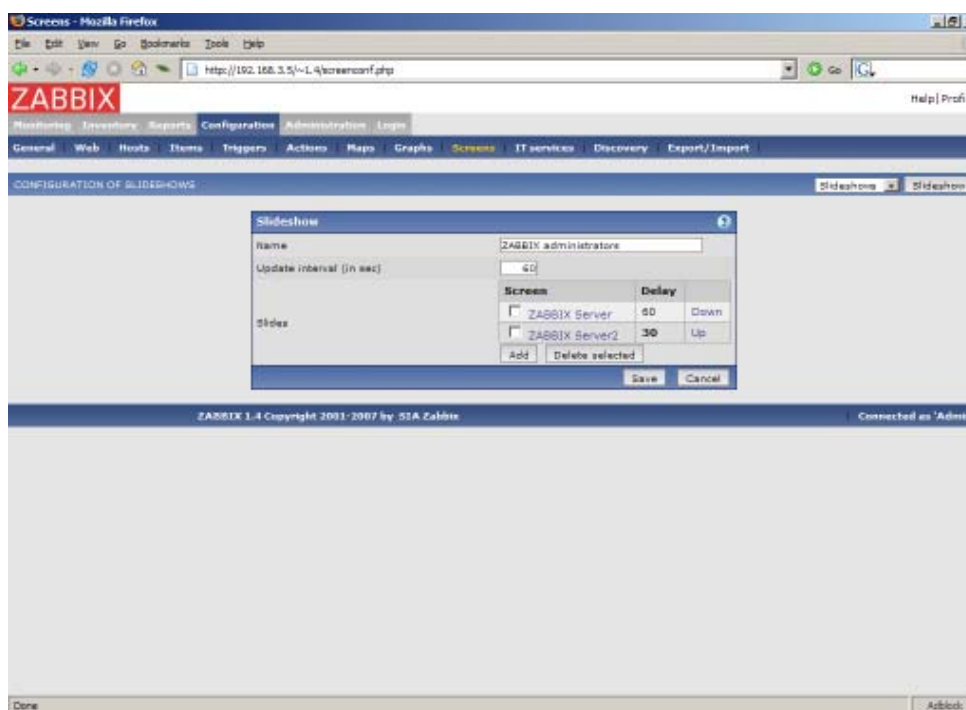 Screens - Mozilla Firefox
File Edit View Go Bookmarks Tools Help
http://192.168.3.5/~1.4/screenconf.php Go
ZABBIX
Help | Profi
Monitoring Inventory Reports Configuration Administration Login
General Web Hosts Items Triggers Actions Maps Graphs Screens IT services Discovery Export/Import
CONFIGURATION OF SLIDESHOWS Slideshows Slideshow
Slideshow
Name ZABBIX administrators
Update interval (in sec) 60
Screen Delay
Slides
ZABBIX Server 60 Down
ZABBIX Server2 30 Up
Add Delete selected
Save Cancel
ZABBIX 1.4 Copyright 2001-2007 by SIA Zabbix Connected as 'Admi
Done Adblock